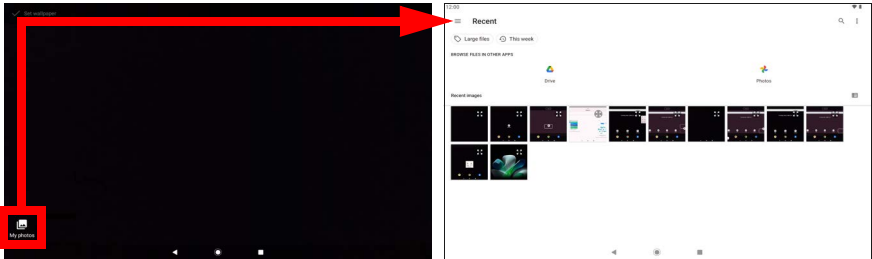 Set wallpaper
My photos
12:00
Recent
Large files
This week
BROWSE FILES IN OTHER APPS
Drive
Photos
Recent images